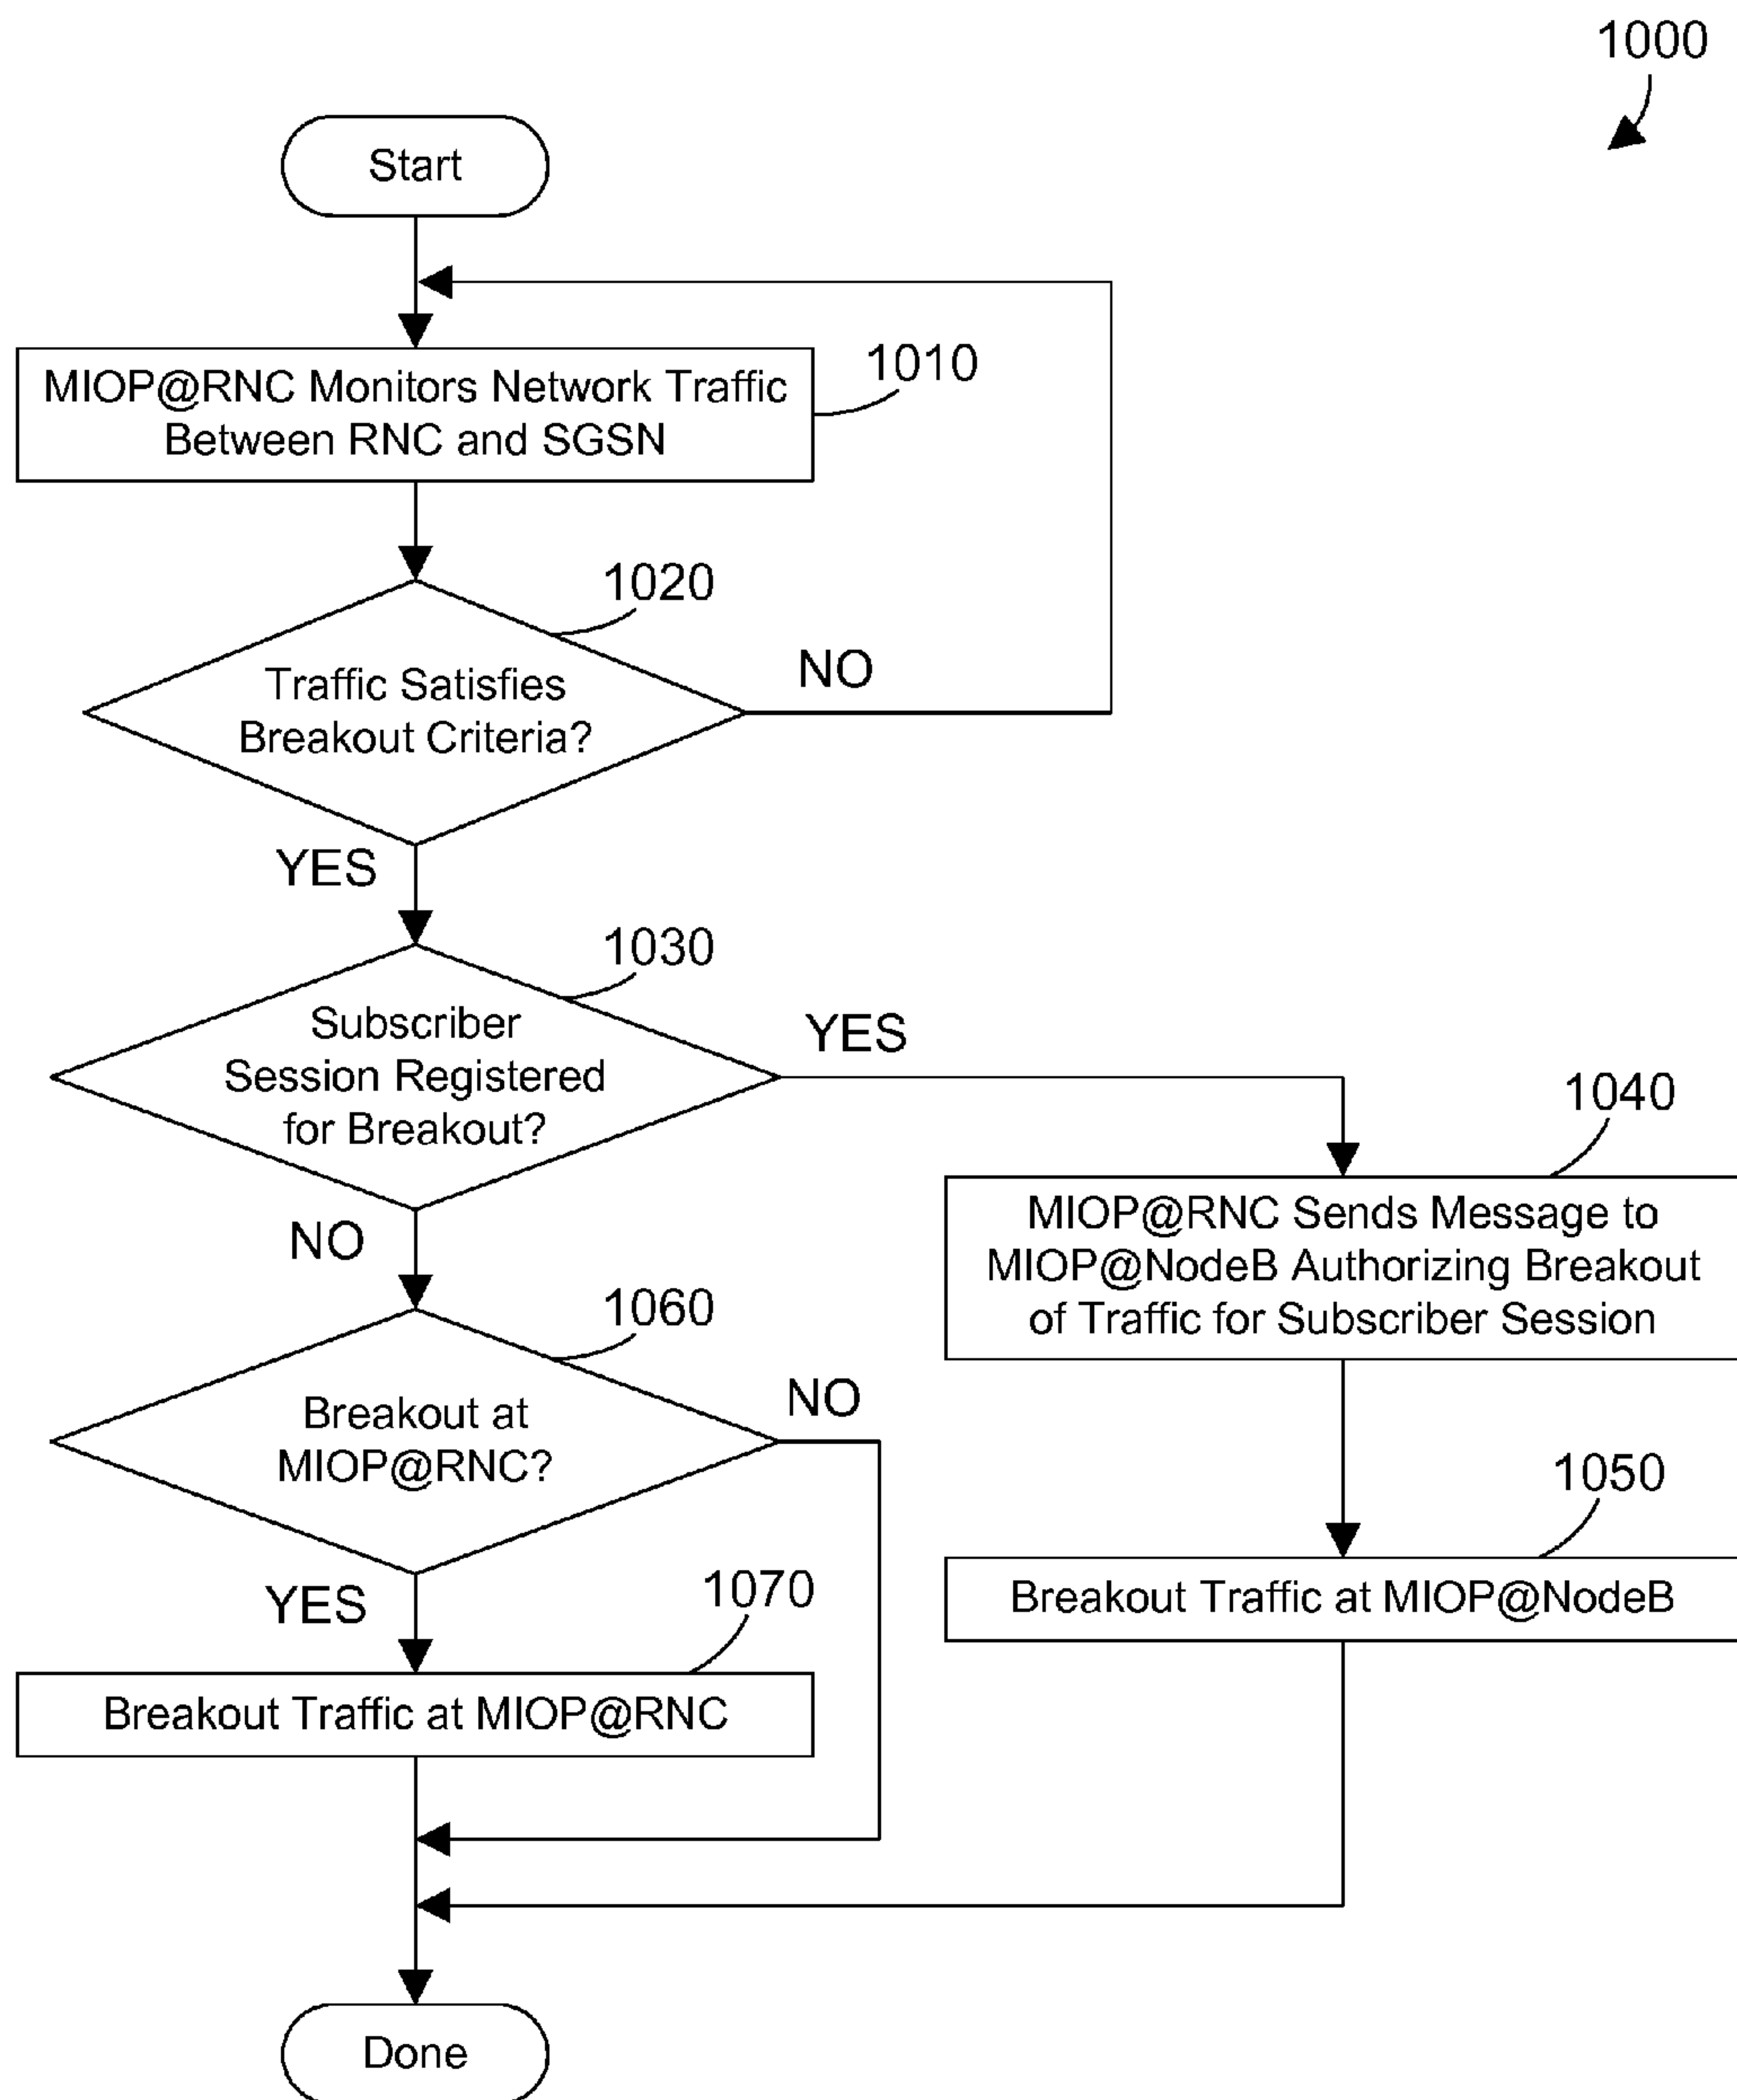 1000
Start
MIOP@RNC Monitors Network Traffic
Between RNC and SGSN
1010
1020
Traffic Satisfies
Breakout Criteria?
NO
YES
1030
Subscriber
Session Registered
for Breakout?
YES
NO
1040
MIOP@RNC Sends Message to
MIOP@NodeB Authorizing Breakout
of Traffic for Subscriber Session
1060
Breakout at
MIOP@RNC?
NO
YES
1050
Breakout Traffic at MIOP@NodeB
1070
Breakout Traffic at MIOP@RNC
Done